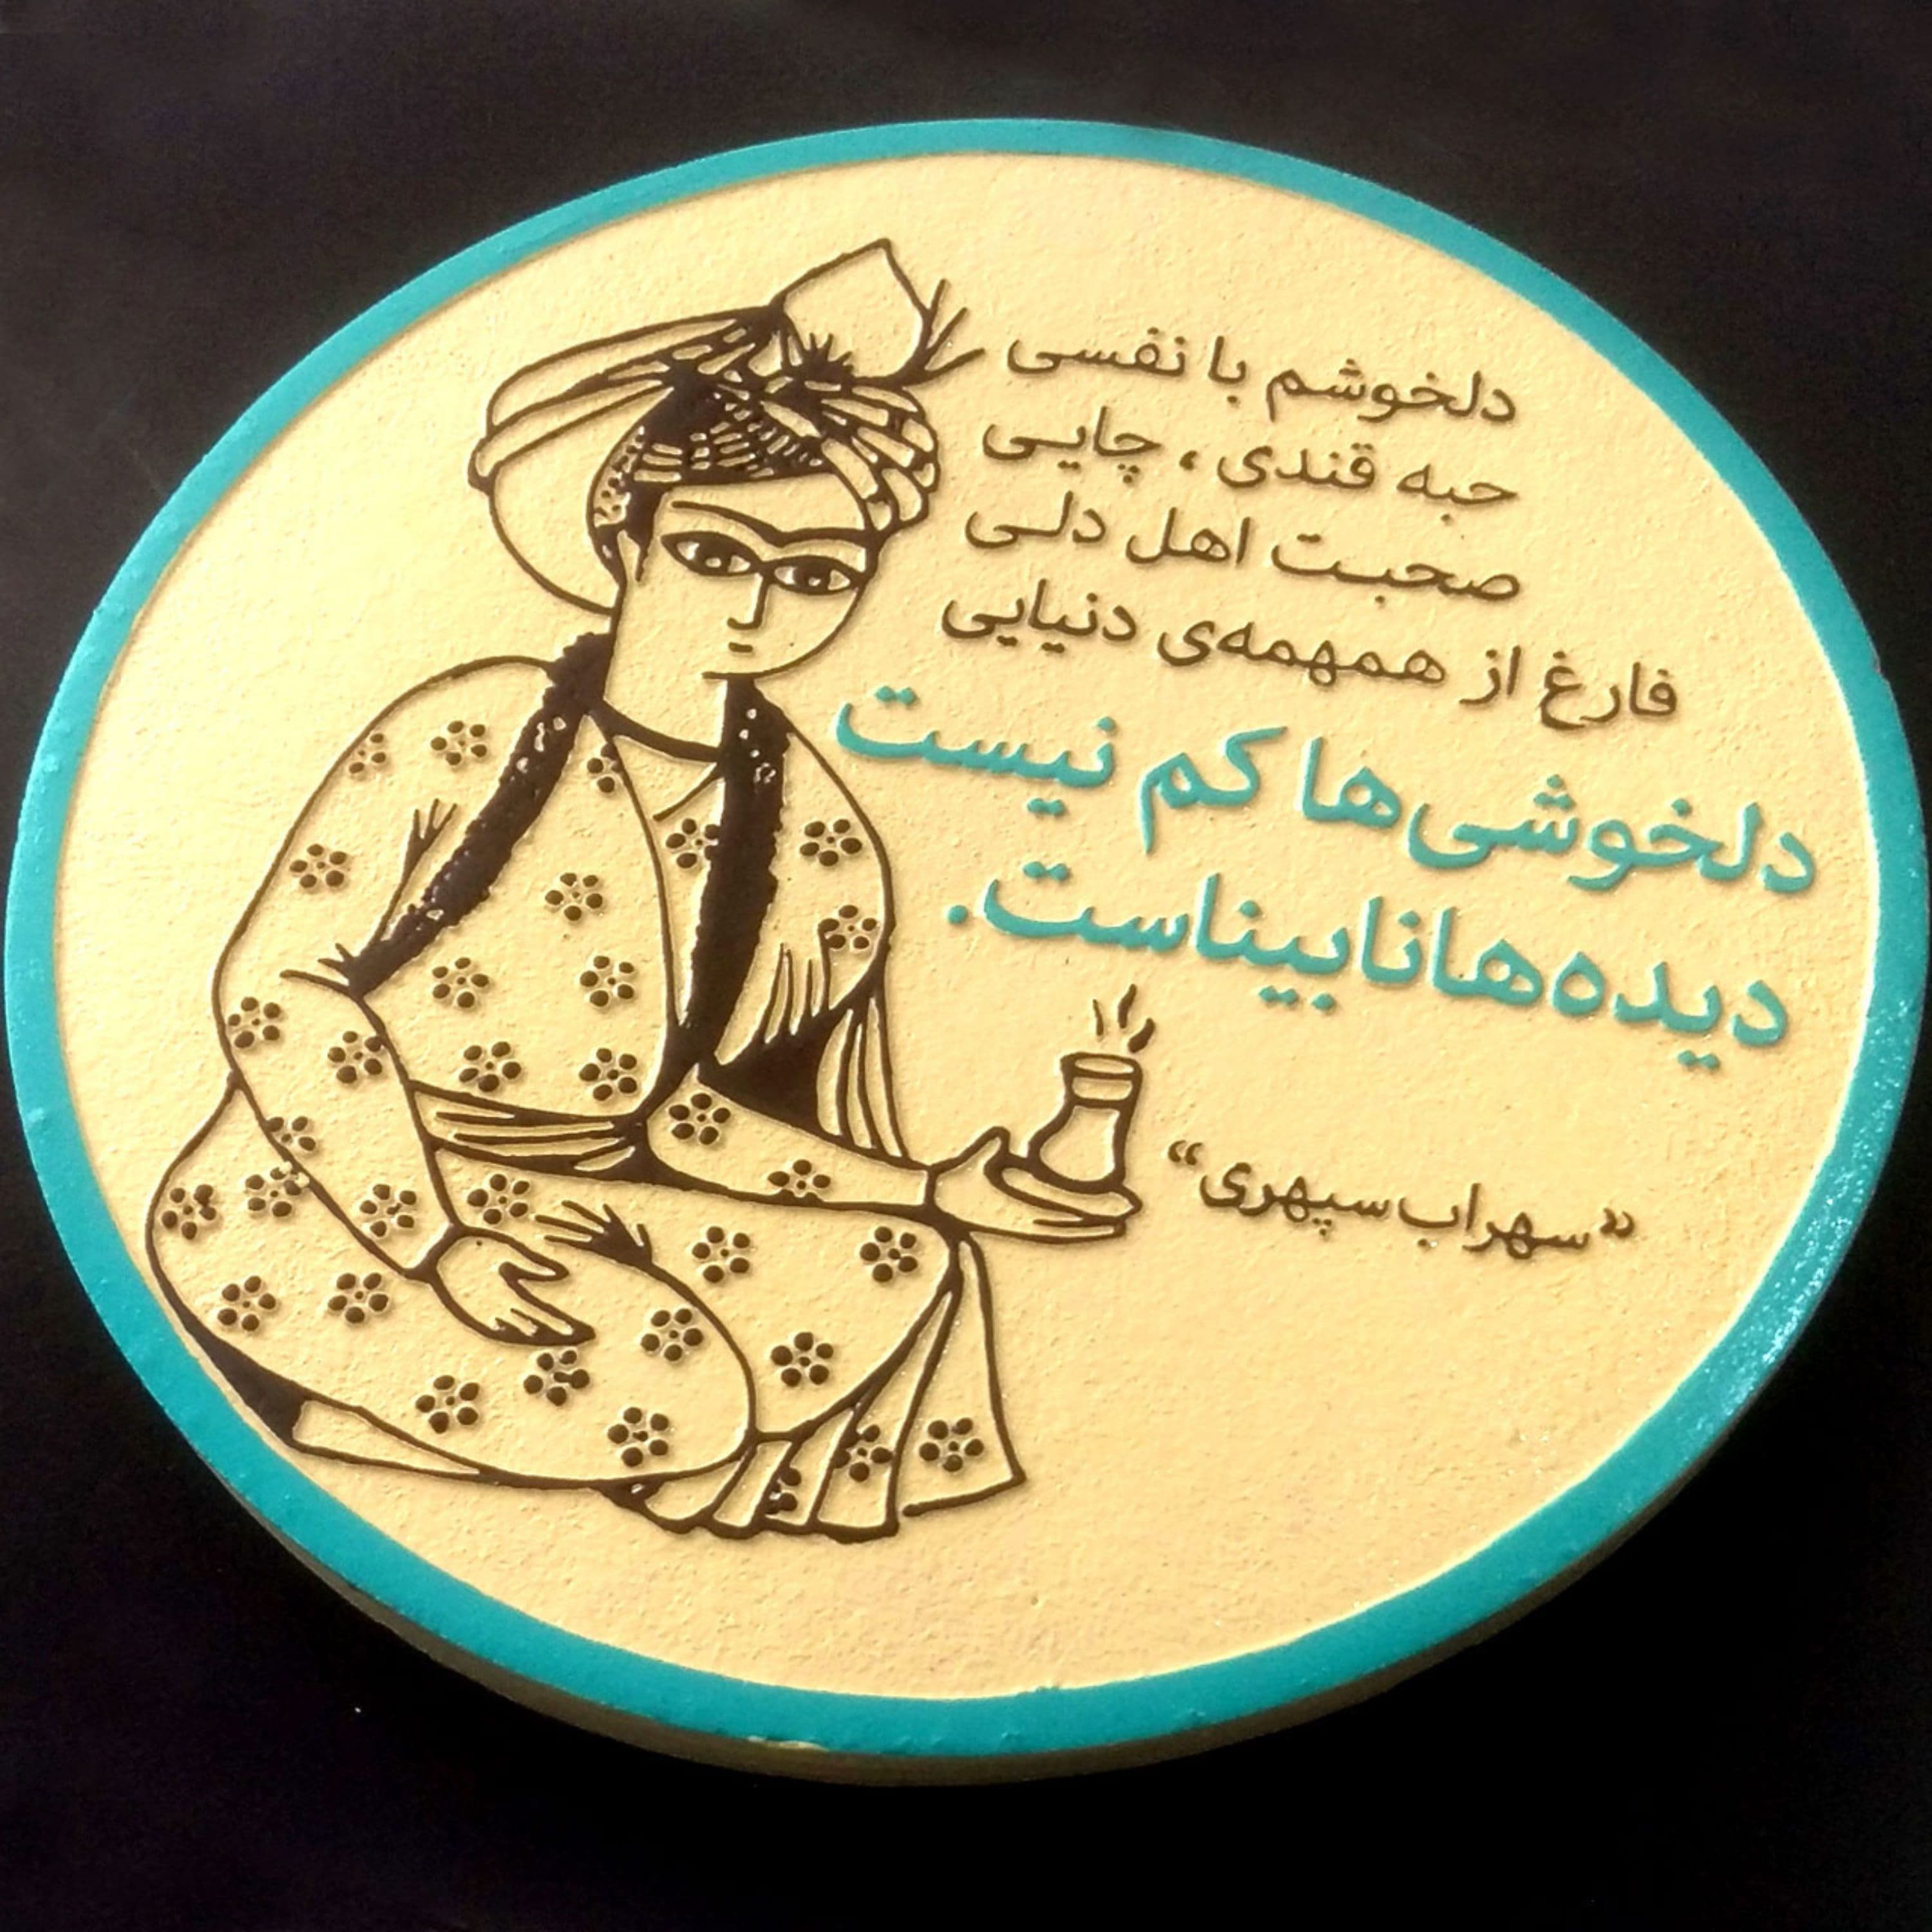 دلخوشم با نفسی
حبه قندی ، چایی
صحبت اهل دلی
فارغ از همهمه‌ی دنیایی
دلخوشی‌ها کم نیست
دیده‌ها نابیناست.
“سهراب سپهری”